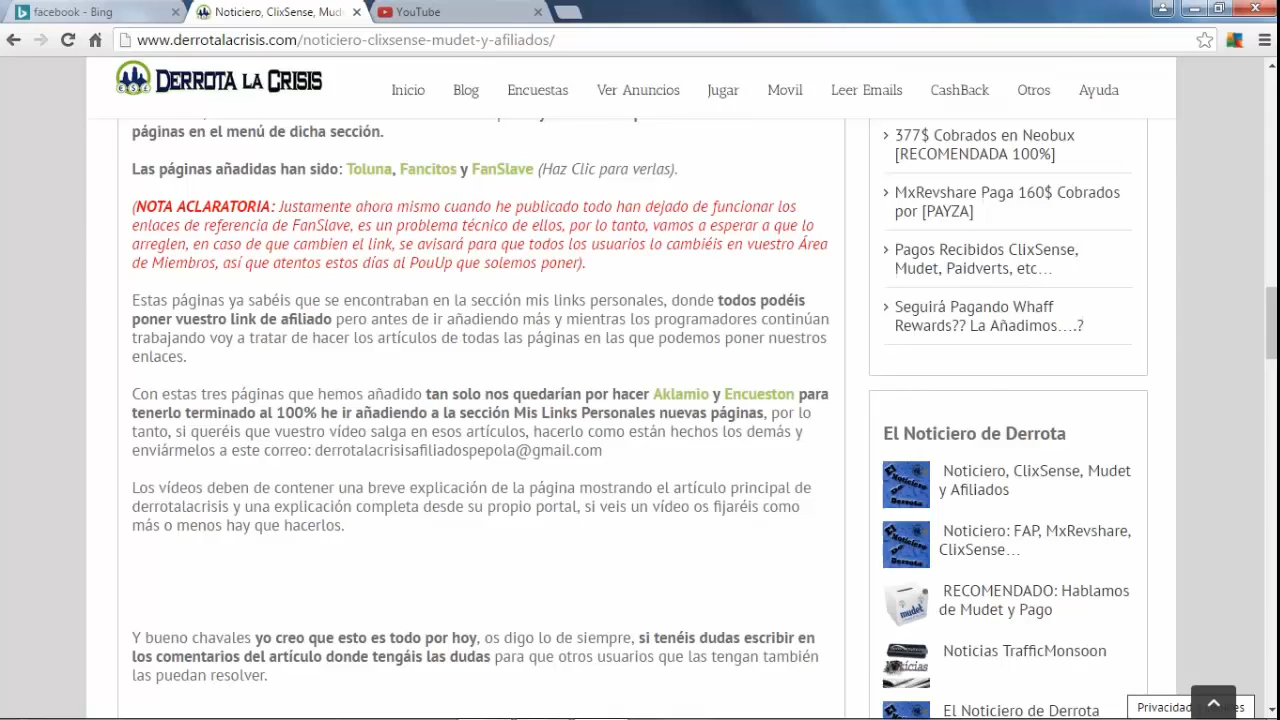 facebook - Bing
Noticiero, ClixSense, Mud
YouTube
www.derrotalacrisis.com/noticiero-clixsense-mudet-y-afiliados/
DERROTA LA CRISIS
Inicio Blog Encuestas Ver Anuncios Jugar Movil Leer Emails CashBack Otros Ayuda
páginas en el menú de dicha sección.
Las páginas añadidas han sido: Toluna, Fancitos y FanSlave (Haz Clic para verlas).
(NOTA ACLARATORIA: Justamente ahora mismo cuando he publicado todo han dejado de funcionar los
enlaces de referencia de FanSlave, es un problema técnico de ellos, por lo tanto, vamos a esperar a que lo
arreglen, en caso de que cambien el link, se avisará para que todos los usuarios lo cambiéis en vuestro Área
de Miembros, así que atentos estos días al PouUp que solemos poner).
Estas páginas ya sabéis que se encontraban en la sección mis links personales, donde todos podéis
poner vuestro link de afiliado pero antes de ir añadiendo más y mientras los programadores continúan
trabajando voy a tratar de hacer los artículos de todas las páginas en las que podemos poner nuestros
enlaces.
Con estas tres páginas que hemos añadido tan solo nos quedarían por hacer Aklamio y Encueston para
tenerlo terminado al 100% he ir añadiendo a la sección Mis Links Personales nuevas páginas, por lo
tanto, si queréis que vuestro vídeo salga en esos artículos, hacerlo como están hechos los demás y
enviármelos a este correo: derrotalacrisisafiliadospepola@gmail.com
Los vídeos deben de contener una breve explicación de la página mostrando el artículo principal de
derrotalacrisis y una explicación completa desde su propio portal, si veis un vídeo os fijaréis como
más o menos hay que hacerlos.
Y bueno chavales yo creo que esto es todo por hoy, os digo lo de siempre, si tenéis dudas escribir en
los comentarios del artículo donde tengáis las dudas para que otros usuarios que las tengan también
las puedan resolver.
377$ Cobrados en Neobux
[RECOMENDADA 100%]
MxRevshare Paga 160$ Cobrados
por [PAYZA]
Pagos Recibidos ClixSense,
Mudet, Paidverts, etc…
Seguirá Pagando Whaff
Rewards?? La Añadimos….?
El Noticiero de Derrota
Noticiero, ClixSense, Mudet
y Afiliados
Noticiero: FAP, MxRevshare,
ClixSense…
mudet
RECOMENDADO: Hablamos
de Mudet y Pago
Noticias
Noticias TrafficMonsoon
El Noticiero de Derrota